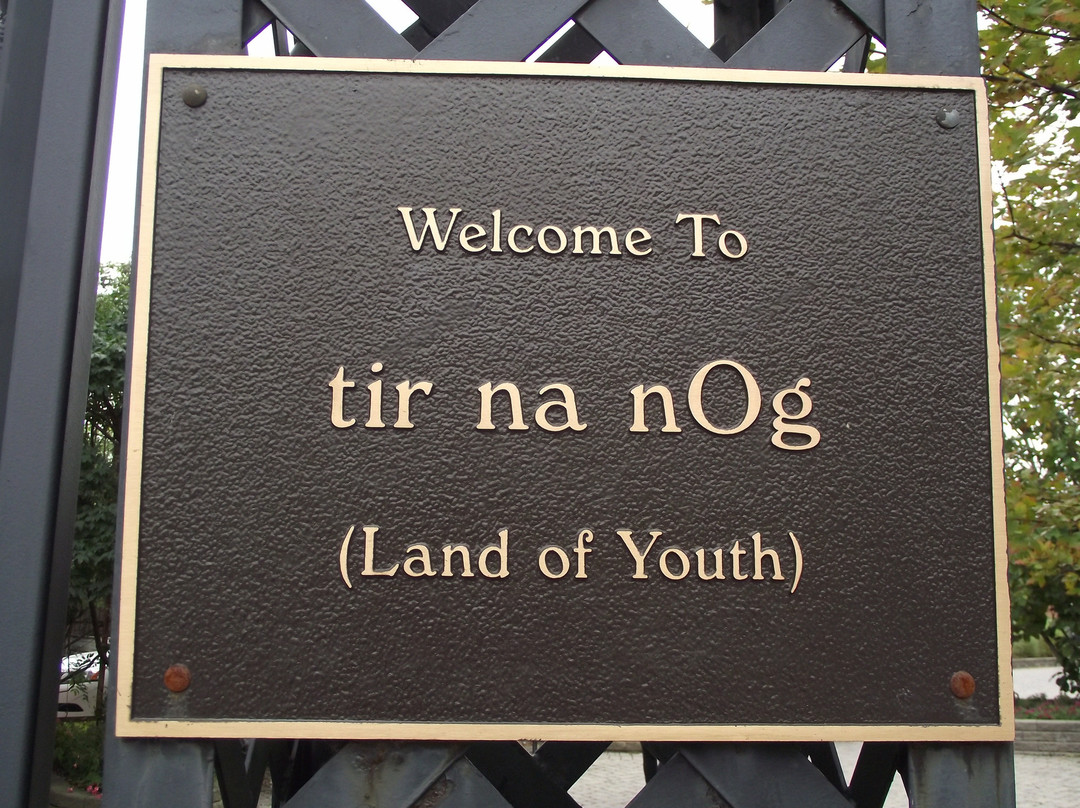 Welcome To
tir na nOg
(Land of Youth)